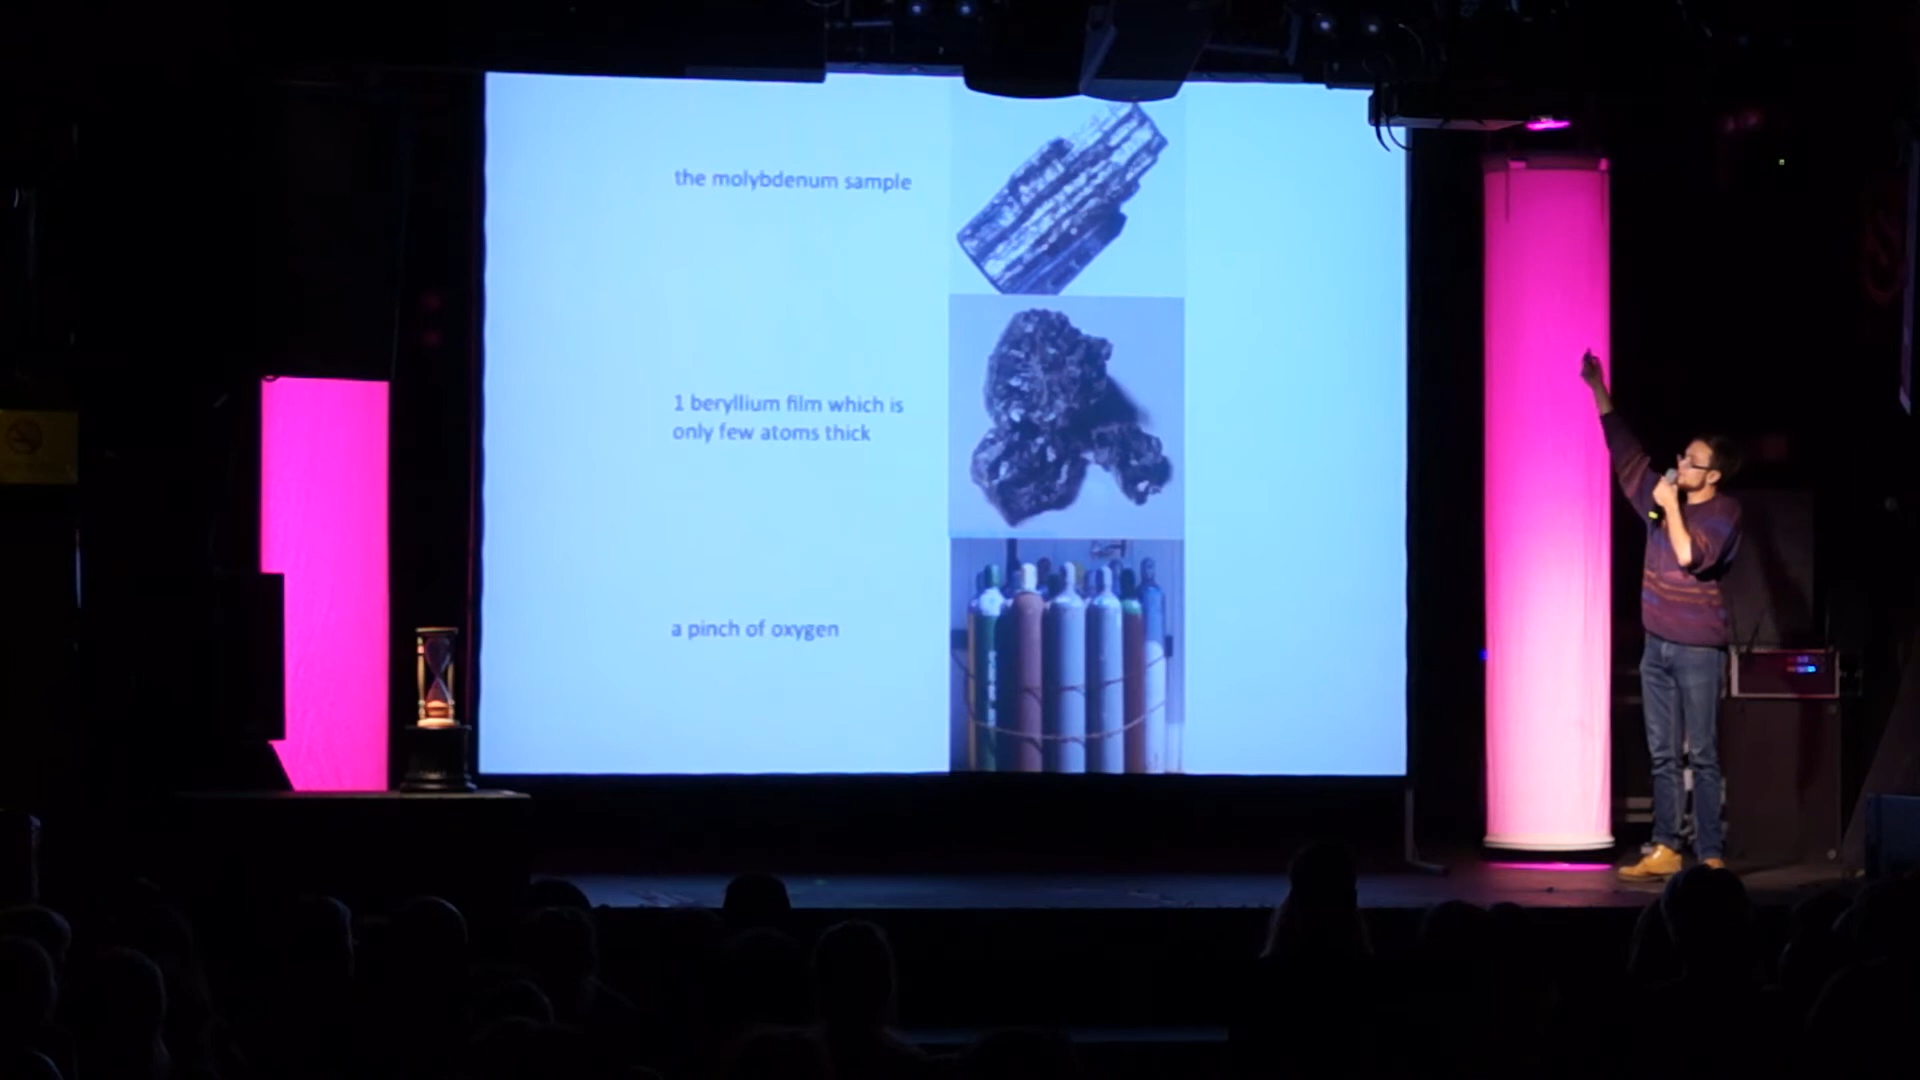 the molybdenum sample
1 beryllium film which is
only few atoms thick
a pinch of oxygen